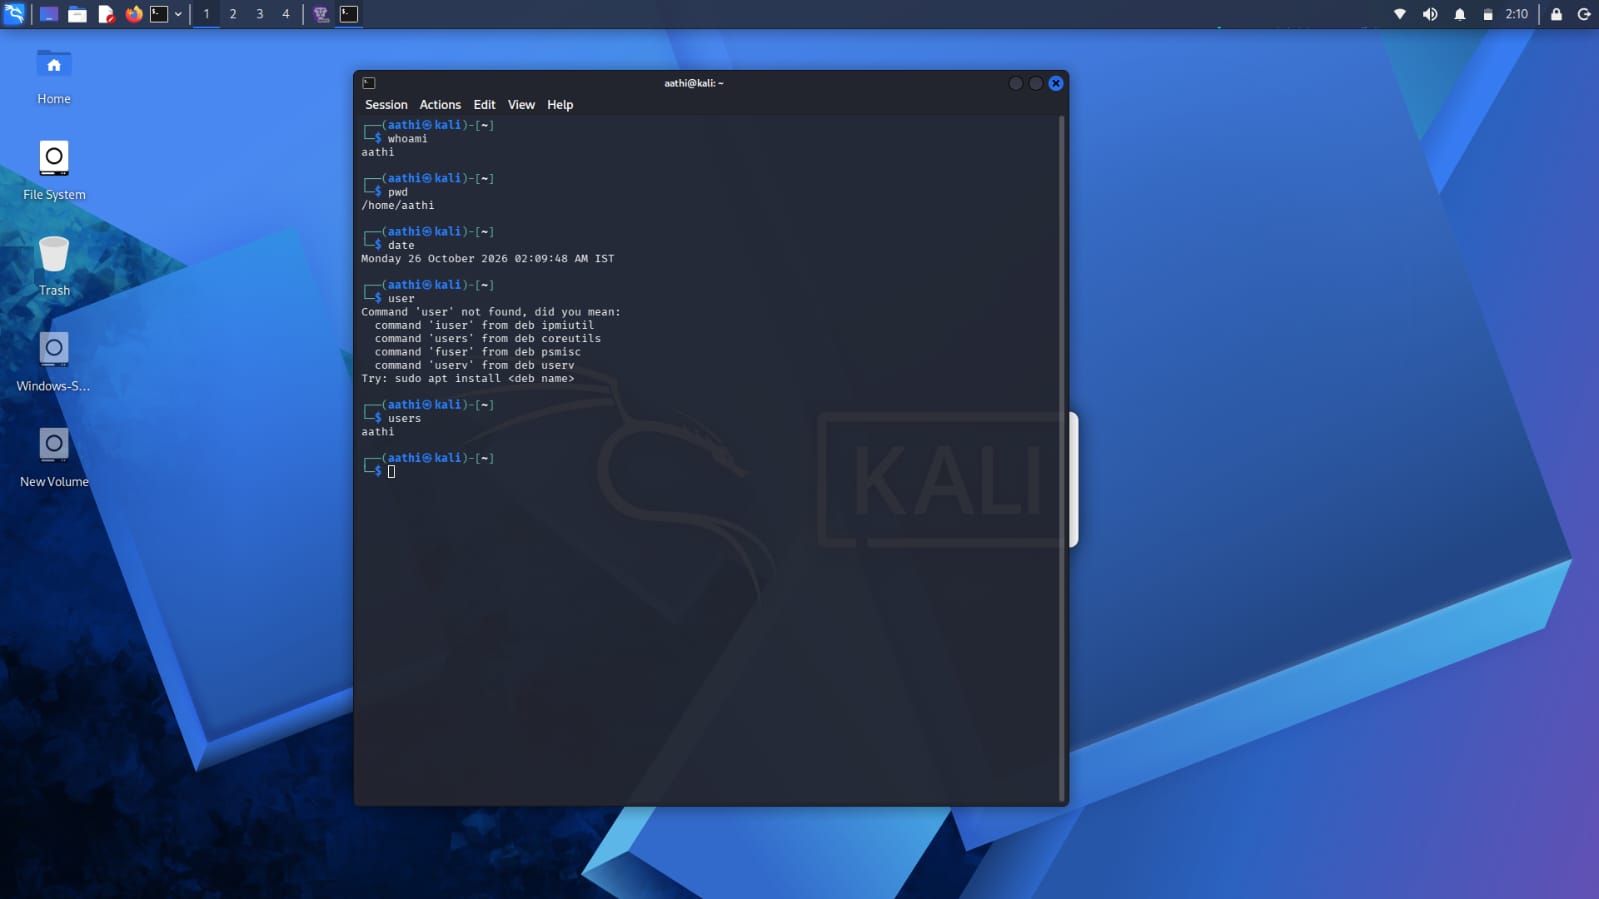 1 2 3 4
2:10
Home
File System
Trash
Windows-S...
New Volume
aathi@kali: ~
Session Actions Edit View Help
┌──(aathi㉿kali)-[~]
└─$ whoami
aathi
┌──(aathi㉿kali)-[~]
└─$ pwd
/home/aathi
┌──(aathi㉿kali)-[~]
└─$ date
Monday 26 October 2026 02:09:48 AM IST
┌──(aathi㉿kali)-[~]
└─$ user
Command 'user' not found, did you mean:
  command 'iuser' from deb ipmiutil
  command 'users' from deb coreutils
  command 'fuser' from deb psmisc
  command 'userv' from deb userv
Try: sudo apt install <deb name>
┌──(aathi㉿kali)-[~]
└─$ users
aathi
┌──(aathi㉿kali)-[~]
└─$
KALI